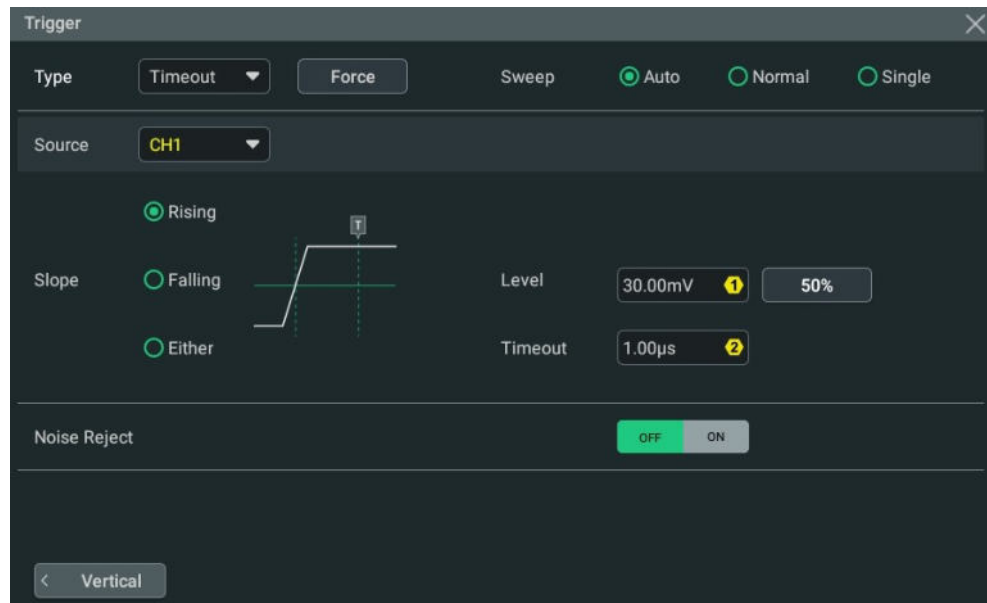 Trigger
Type Timeout Force Sweep Auto Normal Single
Source CH1
Rising
T
Slope Falling Level 30.00mV 1 50%
Either Timeout 1.00µs 2
Noise Reject OFF ON
< Vertical